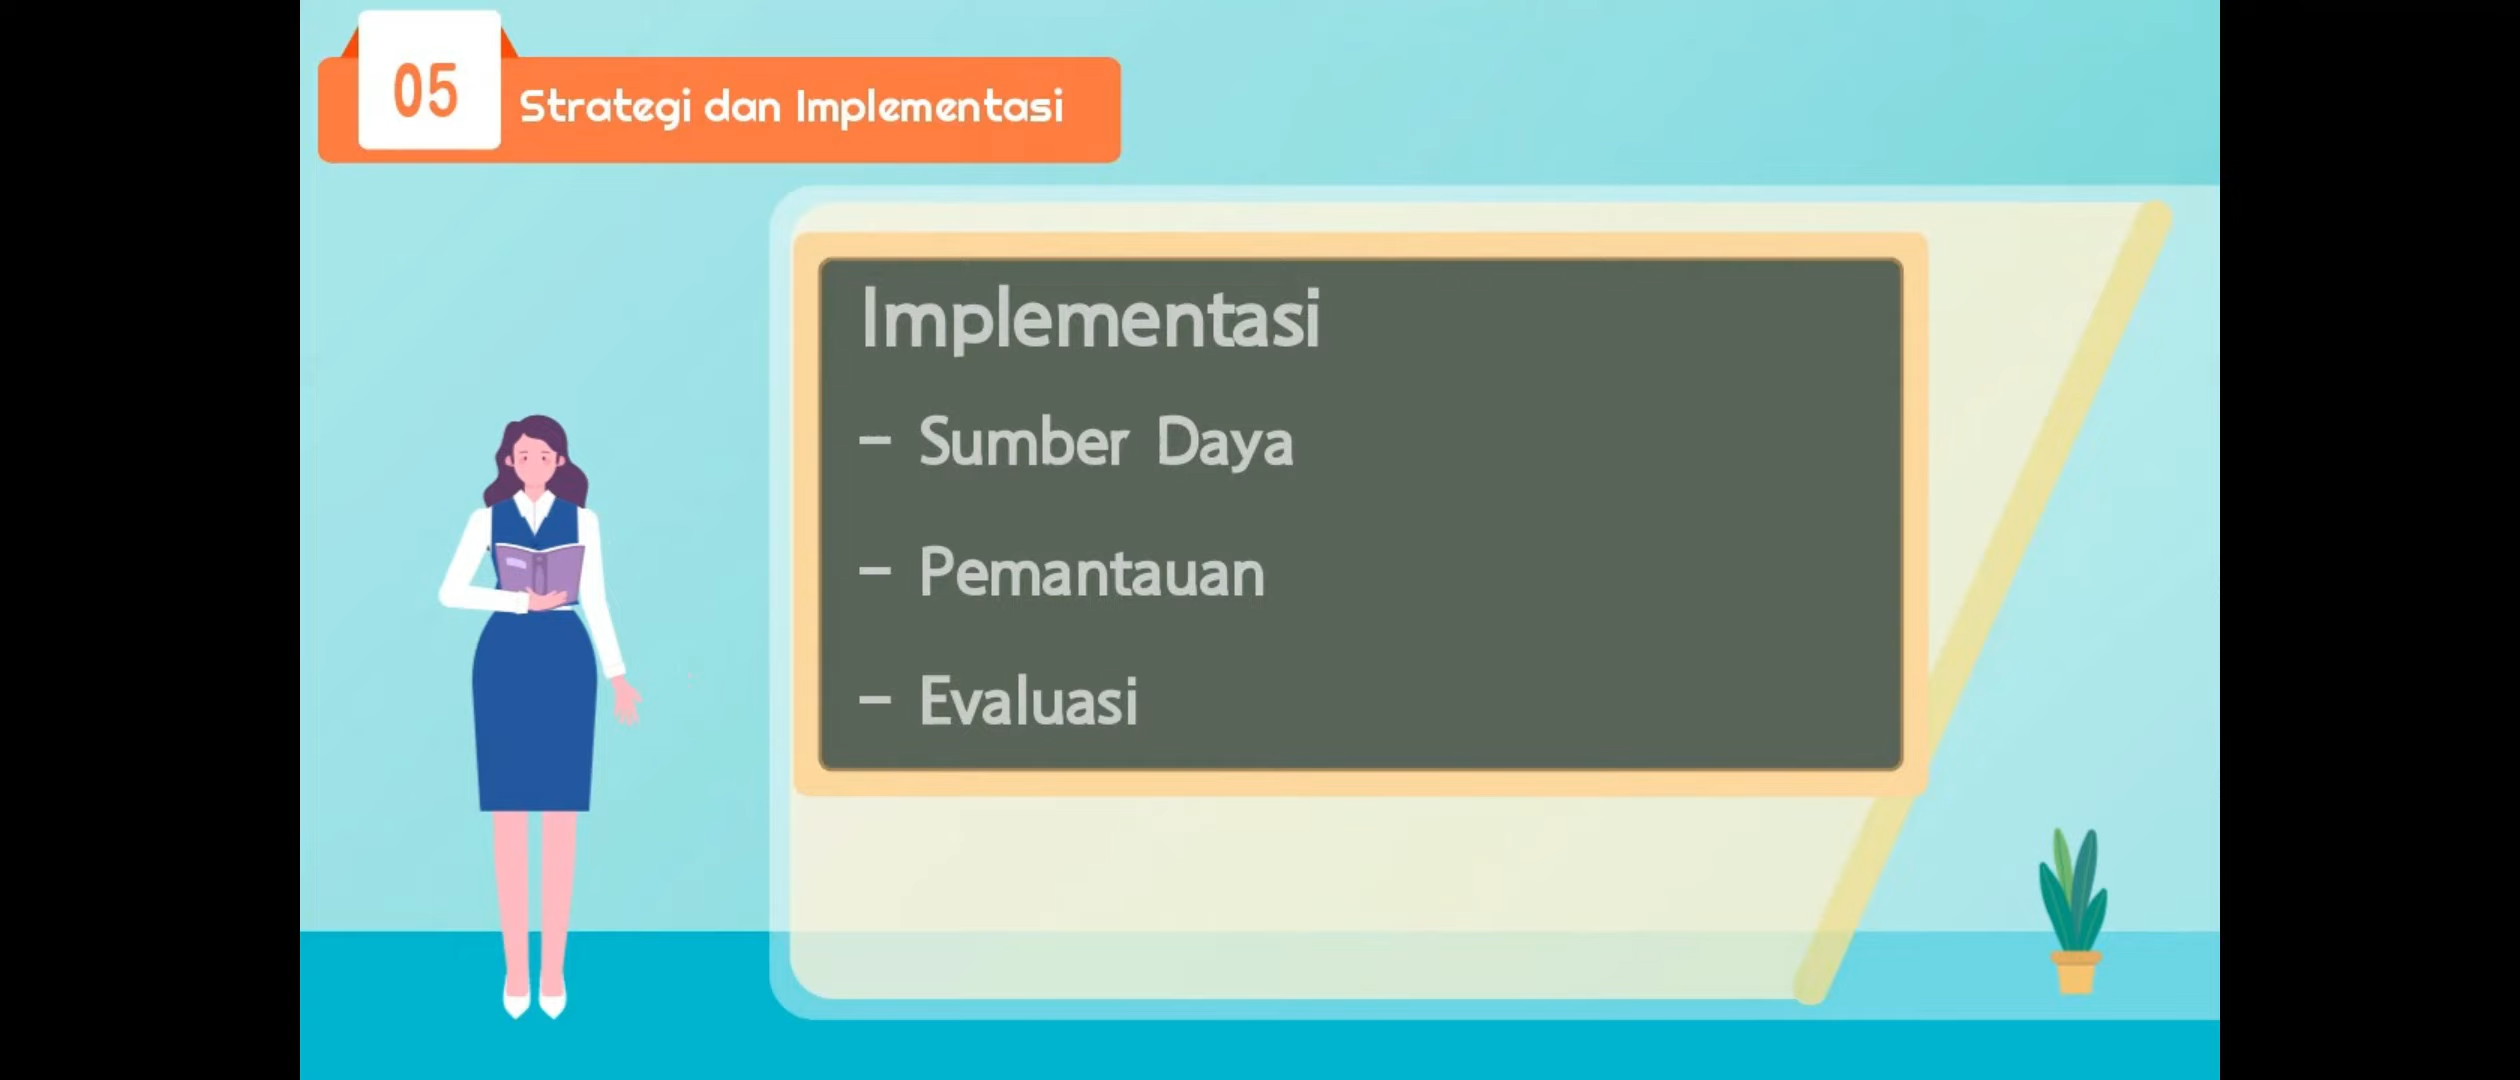 05
Strategi dan Implementasi
Implementasi
- Sumber Daya
- Pemantauan
- Evaluasi